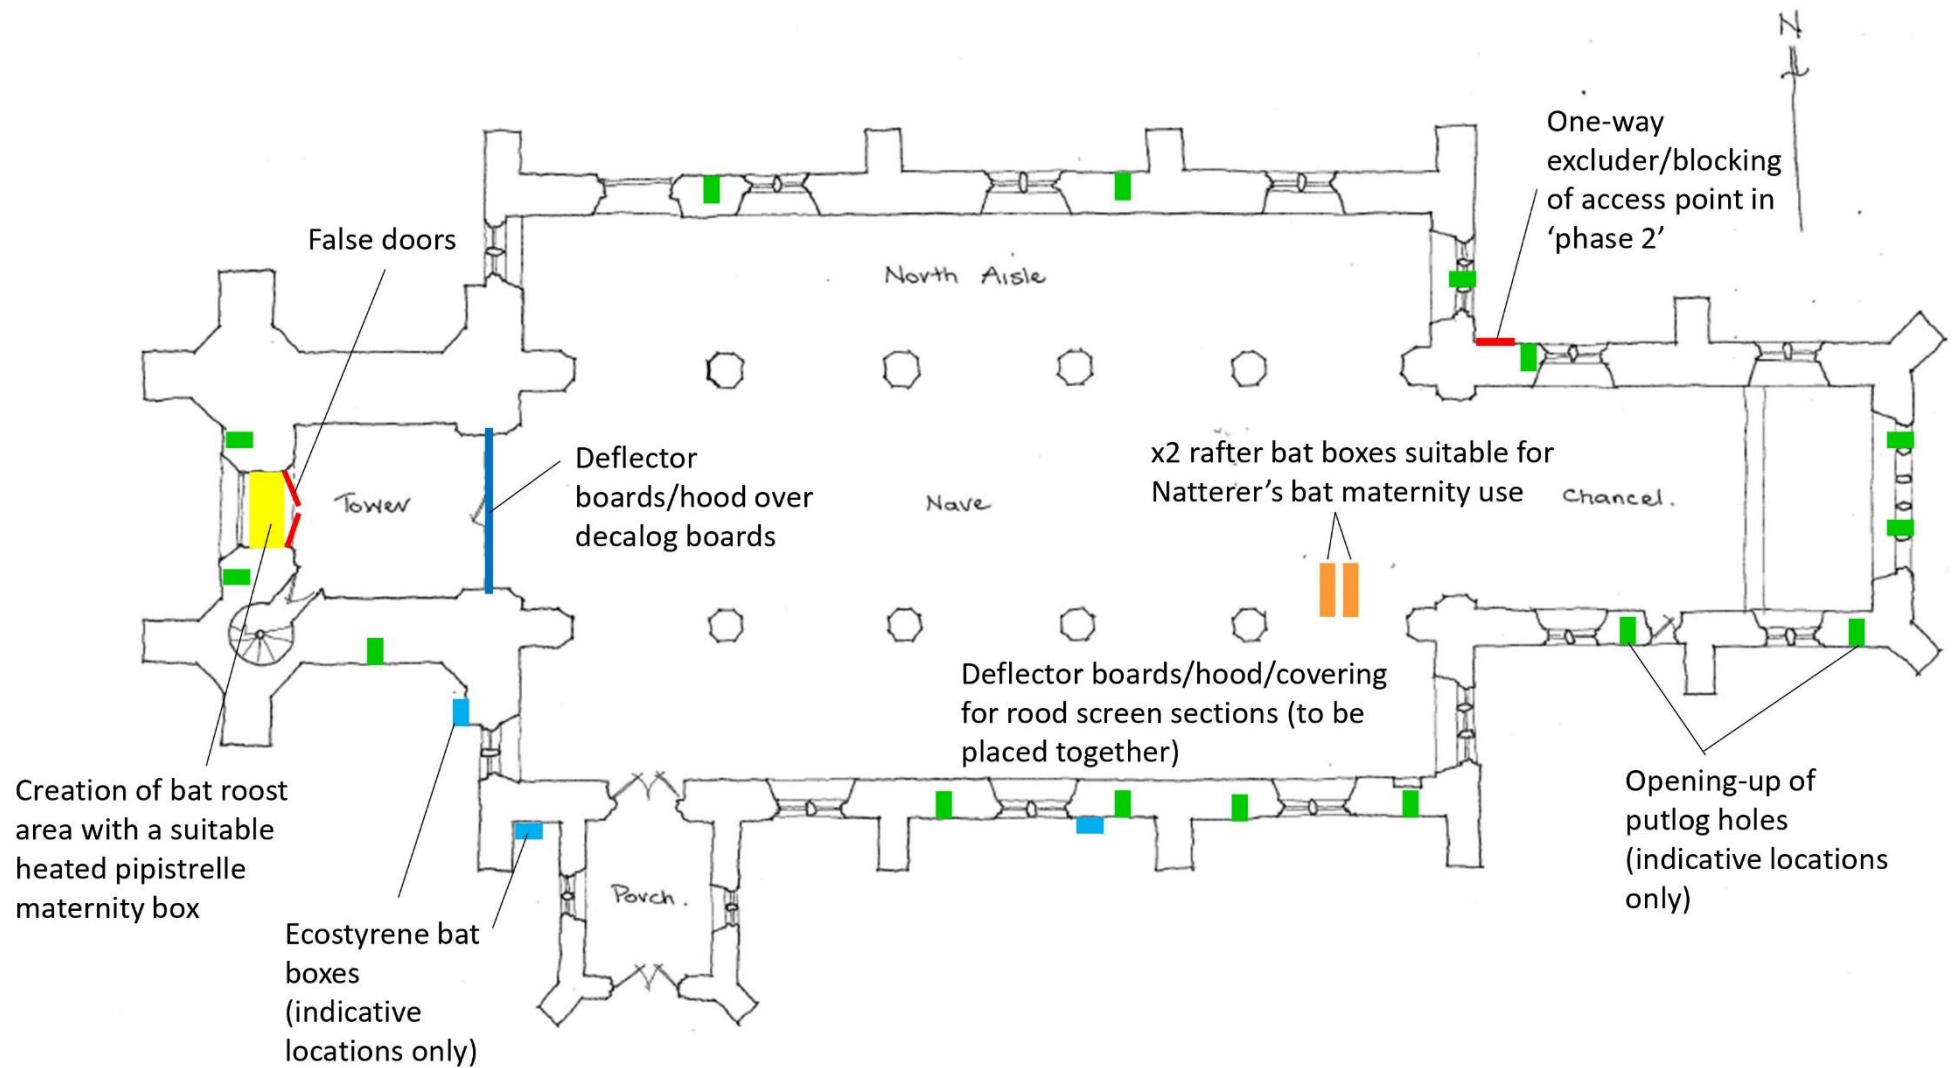 N
One-way
excluder/blocking
of access point in
‘phase 2’
False doors
North Aisle
x2 rafter bat boxes suitable for
Natterer’s bat maternity use
Deflector
boards/hood over
decalog boards
Tower
Nave
Chancel.
Deflector boards/hood/covering
for rood screen sections (to be
placed together)
Creation of bat roost
area with a suitable
heated pipistrelle
maternity box
Opening-up of
putlog holes
(indicative locations
only)
Porch.
Ecostyrene bat
boxes
(indicative
locations only)